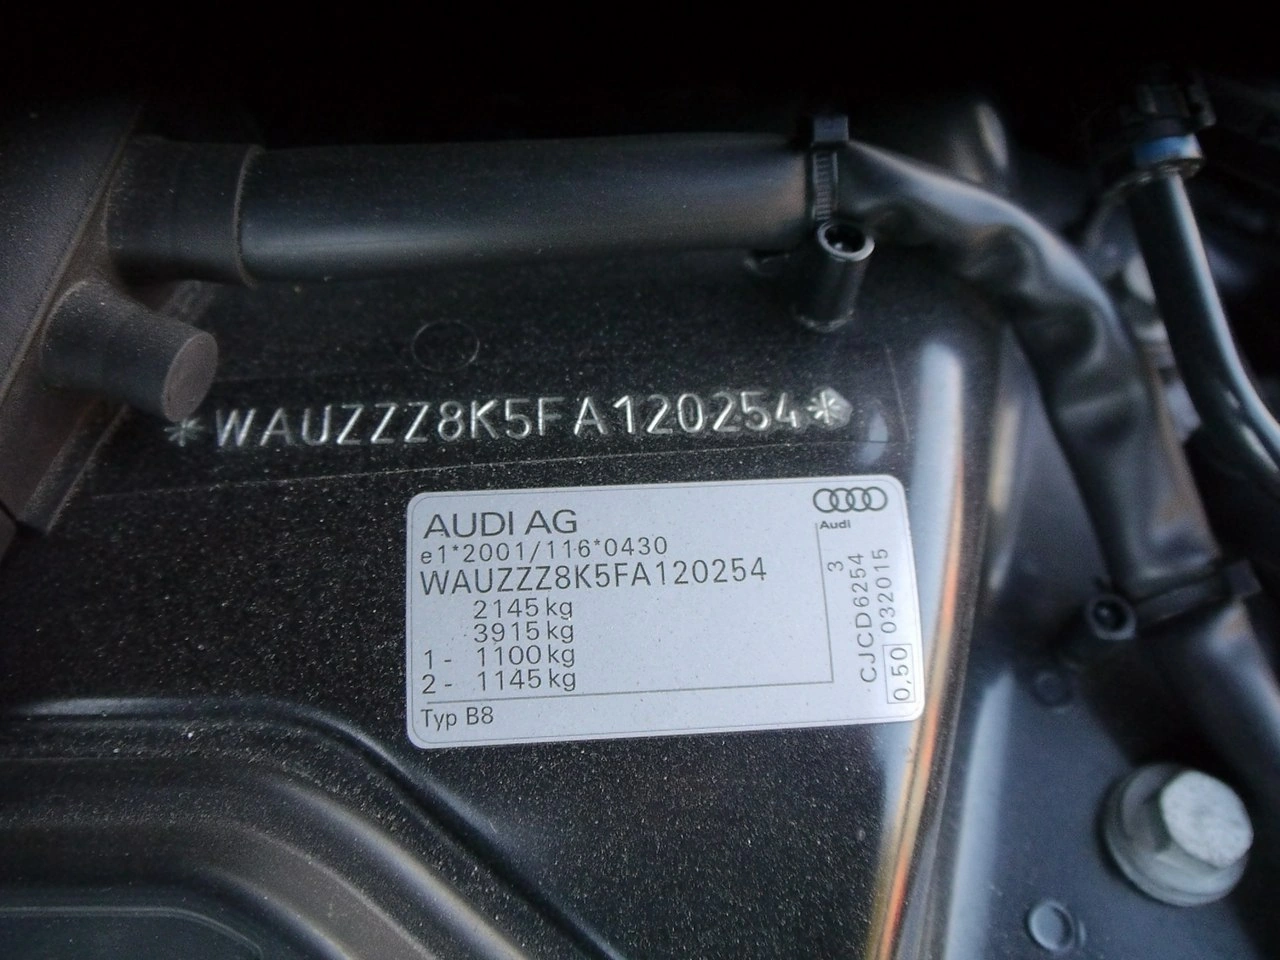 *WAUZZZ8K5FA120254*
AUDI AG
Audi
e1*2001/116*0430
WAUZZZ8K5FA120254
2145 kg
3915 kg
1 - 1100 kg
2 - 1145 kg
Typ B8
3
CJCD6254
0,50 032015